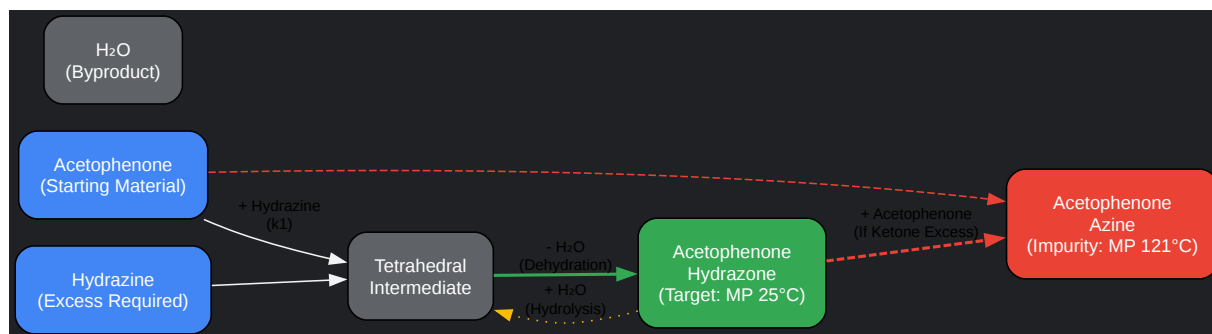 H₂O
(Byproduct)
Acetophenone
(Starting Material)
+ Hydrazine
(k1)
Hydrazine
(Excess Required)
Tetrahedral
Intermediate
- H₂O
(Dehydration)
+ H₂O
(Hydrolysis)
Acetophenone
Hydrazone
(Target: MP 25°C)
+ Acetophenone
(If Ketone Excess)
Acetophenone
Azine
(Impurity: MP 121°C)